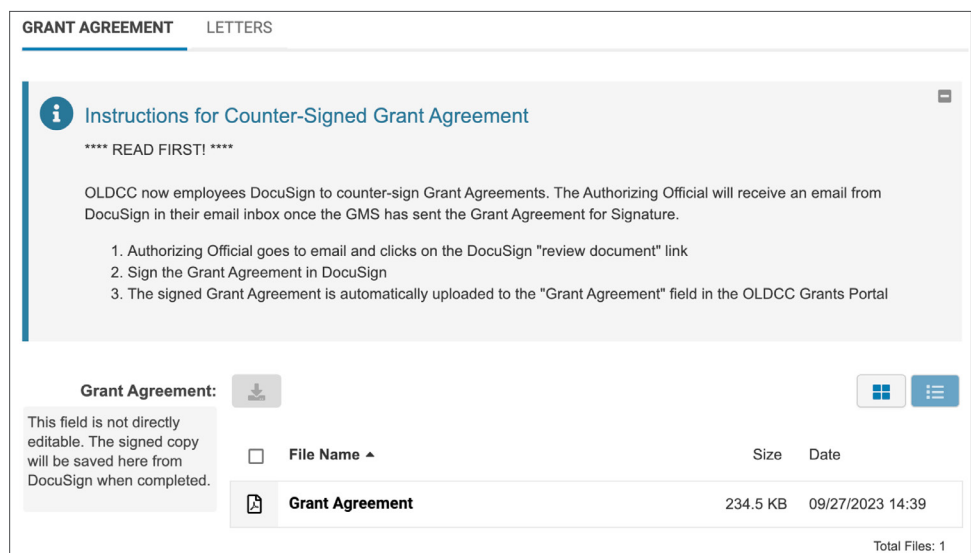 GRANT AGREEMENT LETTERS
Instructions for Counter-Signed Grant Agreement
**** READ FIRST! ****
OLDCC now employees DocuSign to counter-sign Grant Agreements. The Authorizing Official will receive an email from
DocuSign in their email inbox once the GMS has sent the Grant Agreement for Signature.
1. Authorizing Official goes to email and clicks on the DocuSign "review document" link
2. Sign the Grant Agreement in DocuSign
3. The signed Grant Agreement is automatically uploaded to the "Grant Agreement" field in the OLDCC Grants Portal
Grant Agreement:
This field is not directly
editable. The signed copy
will be saved here from
DocuSign when completed.
File Name Size Date
Grant Agreement 234.5 KB 09/27/2023 14:39
Total Files: 1